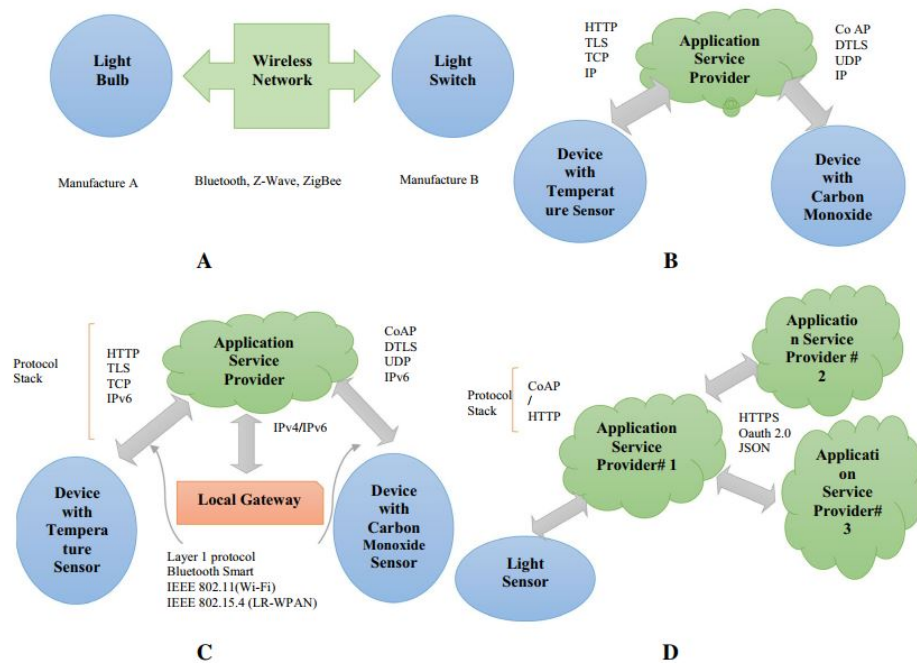 Light
Bulb
Wireless
Network
Light
Switch
Manufacture A
Bluetooth, Z-Wave, ZigBee
Manufacture B
A
HTTP
TLS
TCP
IP
Application
Service
Provider
Co AP
DTLS
UDP
IP
Device
with
Temperat
ure Sensor
Device
with
Carbon
Monoxide
B
Protocol
Stack
HTTP
TLS
TCP
IPv6
Application
Service
Provider
CoAP
DTLS
UDP
IPv6
IPv4/IPv6
Device
with
Tempera
ture
Sensor
Local Gateway
Device
with
Carbon
Monoxide
Sensor
Layer 1 protocol
Bluetooth Smart
IEEE 802.11(Wi-Fi)
IEEE 802.15.4 (LR-WPAN)
C
Protocol
Stack
CoAP
/
HTTP
Application
Service
Provider# 1
Applicatio
n Service
Provider #
2
HTTPS
Oauth 2.0
JSON
Applicati
on
Service
Provider#
3
Light
Sensor
D